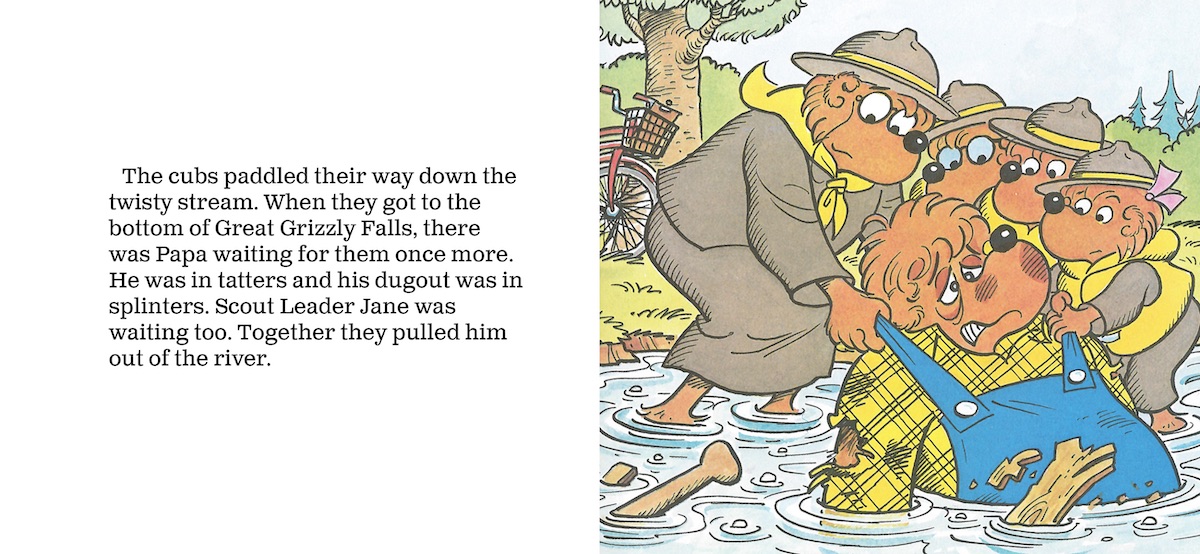 The cubs paddled their way down the
twisty stream. When they got to the
bottom of Great Grizzly Falls, there
was Papa waiting for them once more.
He was in tatters and his dugout was in
splinters. Scout Leader Jane was
waiting too. Together they pulled him
out of the river.